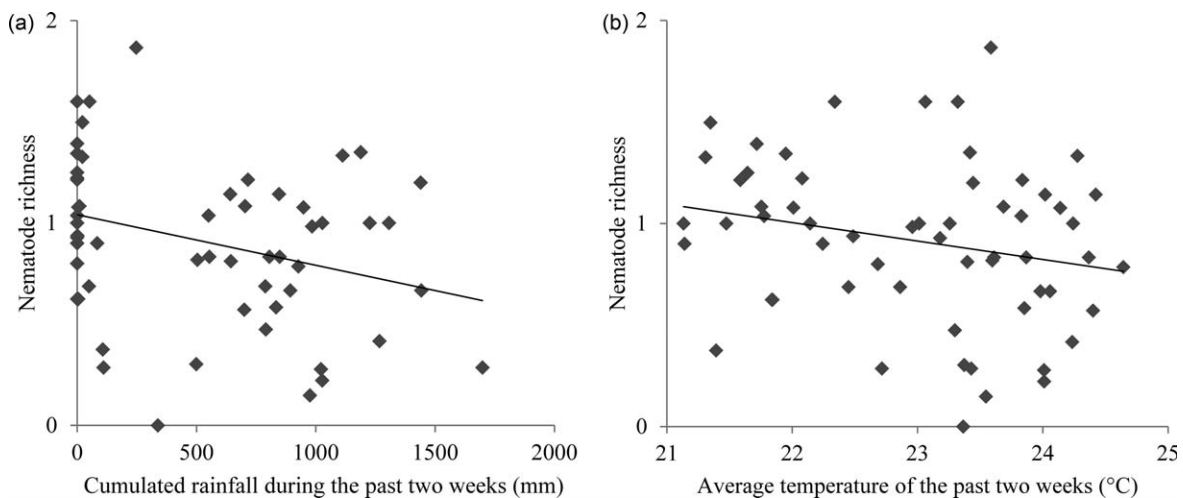 (a)
2
1
0
Nematode richness
0 500 1000 1500 2000
Cumulated rainfall during the past two weeks (mm)
(b)
2
1
0
Nematode richness
21 22 23 24 25
Average temperature of the past two weeks (°C)